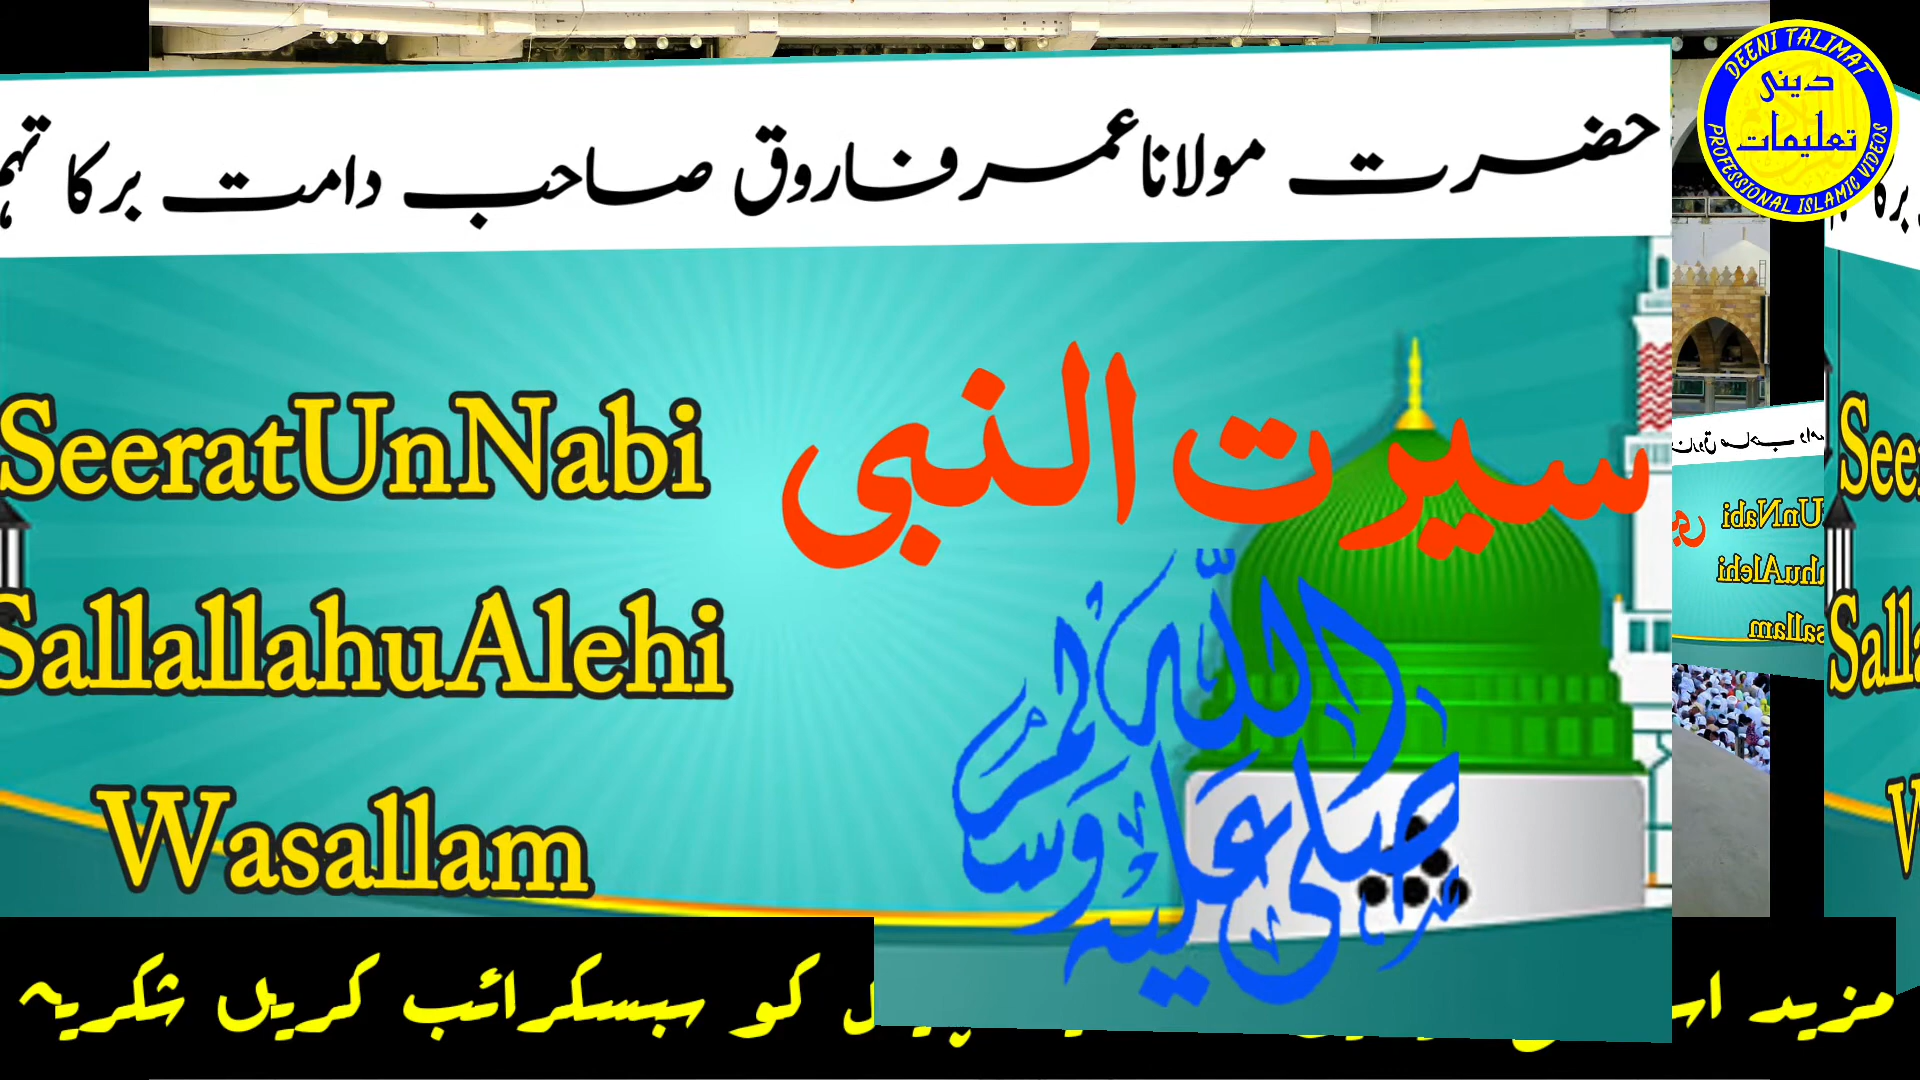 حضرت مولانا عمر فاروق صاحب دامت برکاتہم
DEENI TALIMAT
دینی
تعلیمات
PROFESSIONAL ISLAMIC VIDEOS
سیرت النبی
SeeratUnNabi
صلی اللہ علیہ وسلم
SallallahuAlehi
Wasallam
مزید
کو سبسکرائب کریں شکریہ